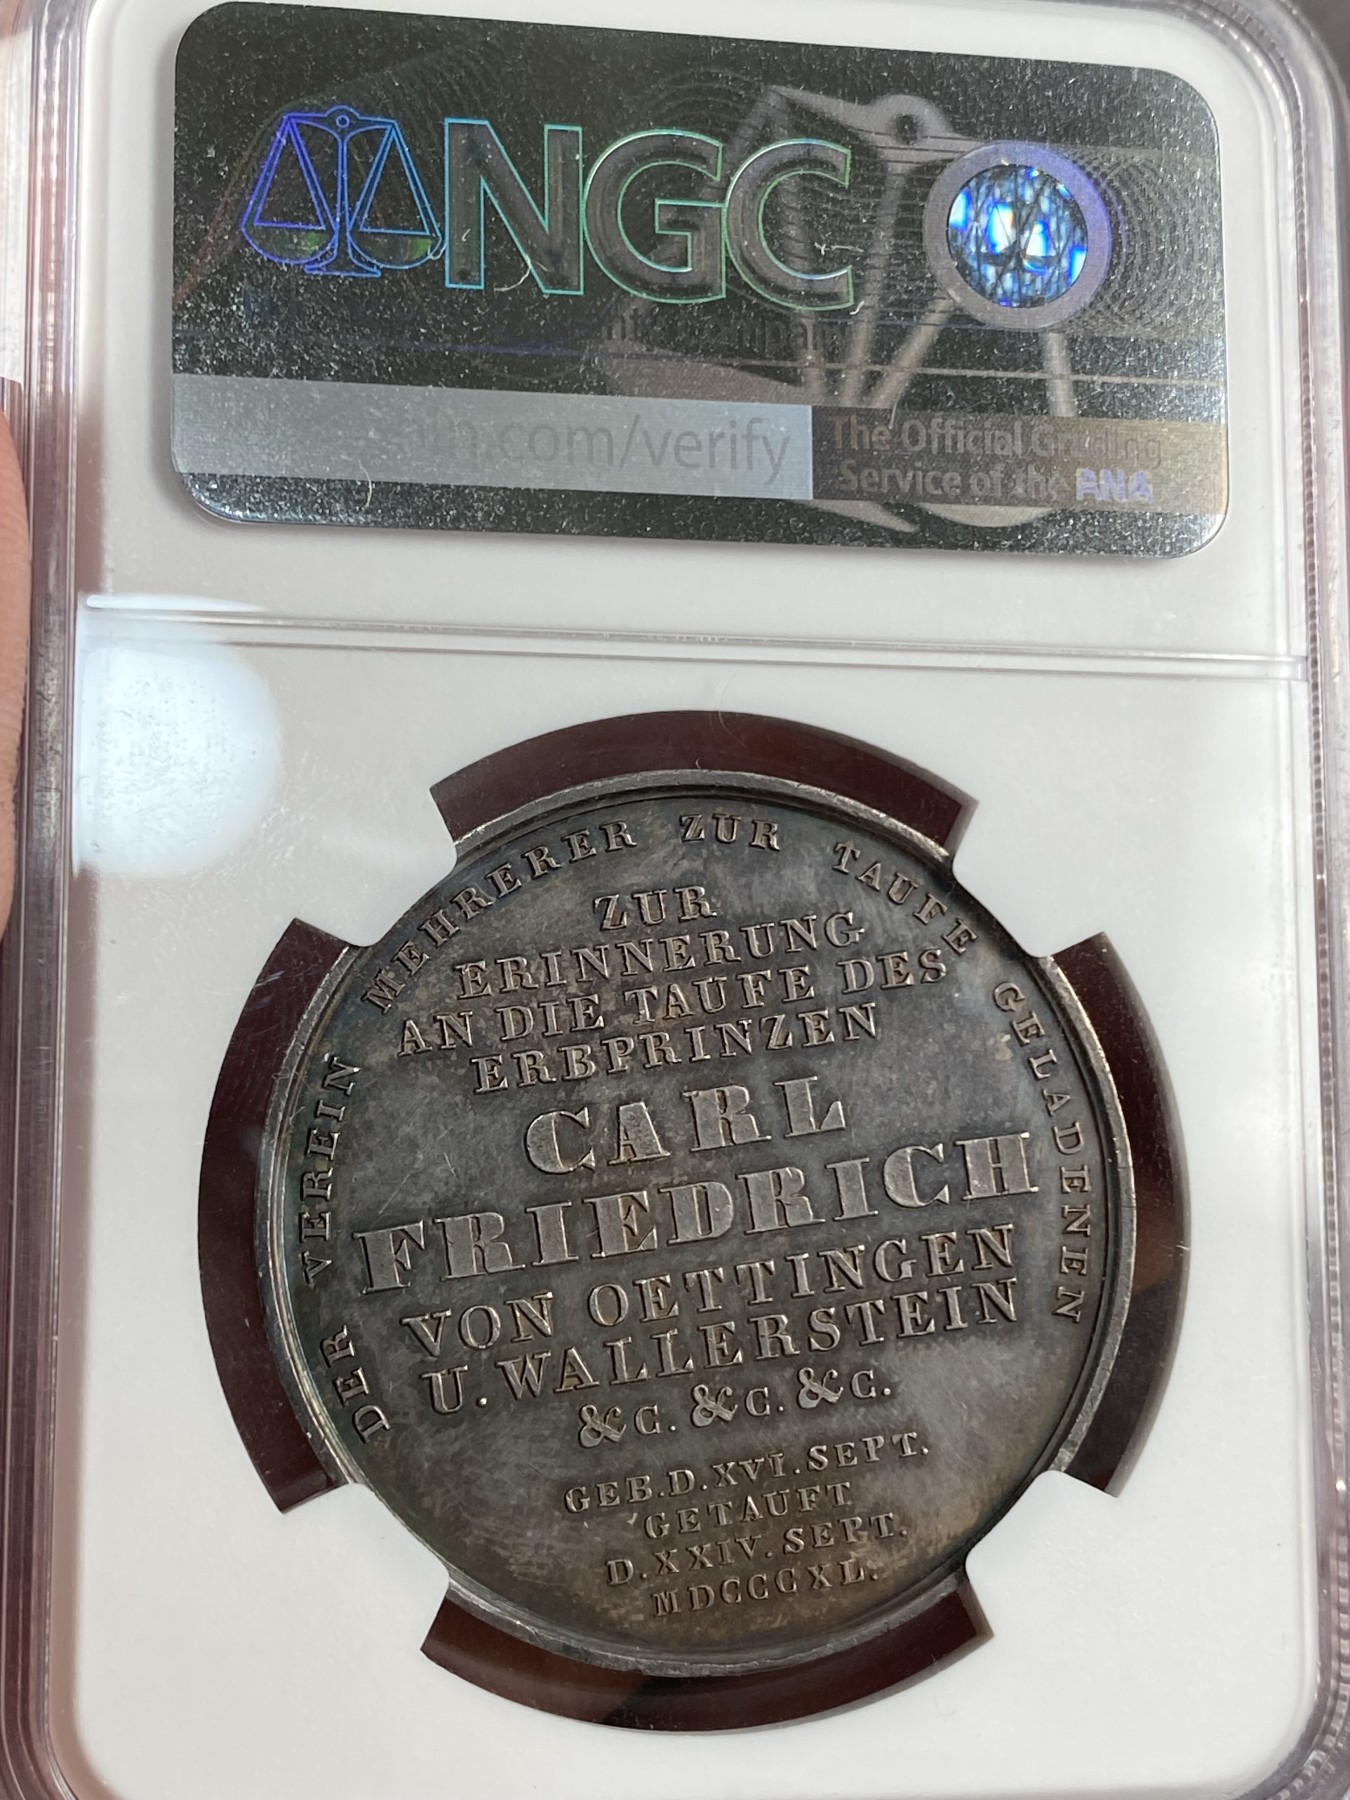 NGC
.com/verify
The Official Grading
Service of the ANA
DER VEREIN MEHRERER ZUR TAUFE GELADENEN
ZUR
ERINNERUNG
AN DIE TAUFE DES
ERBPRINZEN
CARL
FRIEDRICH
VON OETTINGEN
U. WALLERSTEIN
&C. &C. &C.
GEB. D. XVI. SEPT.
GETAUFT
D. XXIV. SEPT.
MDCCCXL.